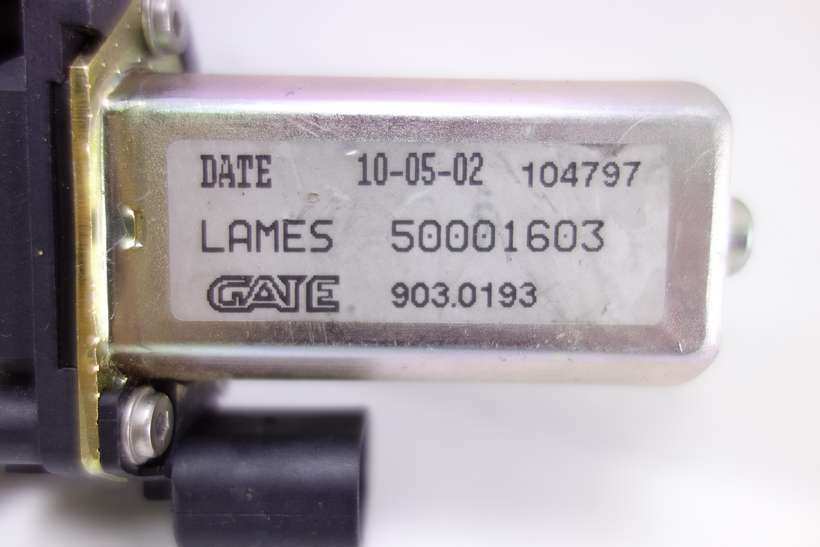 DATE 10-05-02 104797
LAMES 50001603
GATE 903.0193